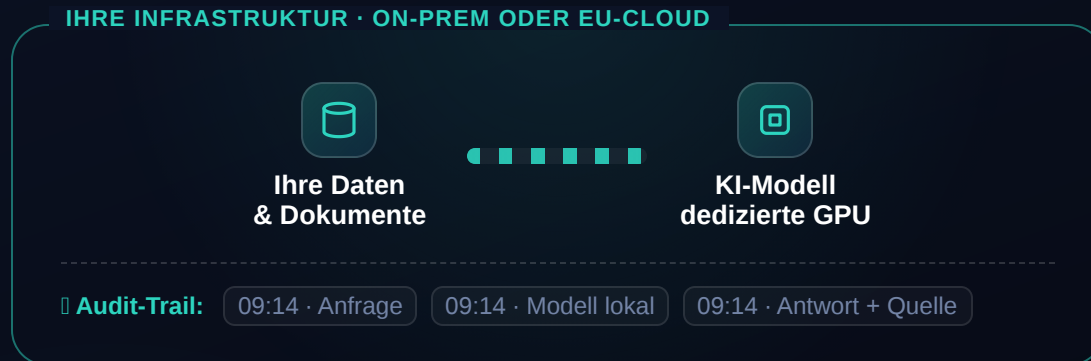 IHRE INFRASTRUKTUR · ON-PREM ODER EU-CLOUD
Ihre Daten
& Dokumente
KI-Modell
dedizierte GPU
Audit-Trail:
09:14 · Anfrage
09:14 · Modell lokal
09:14 · Antwort + Quelle